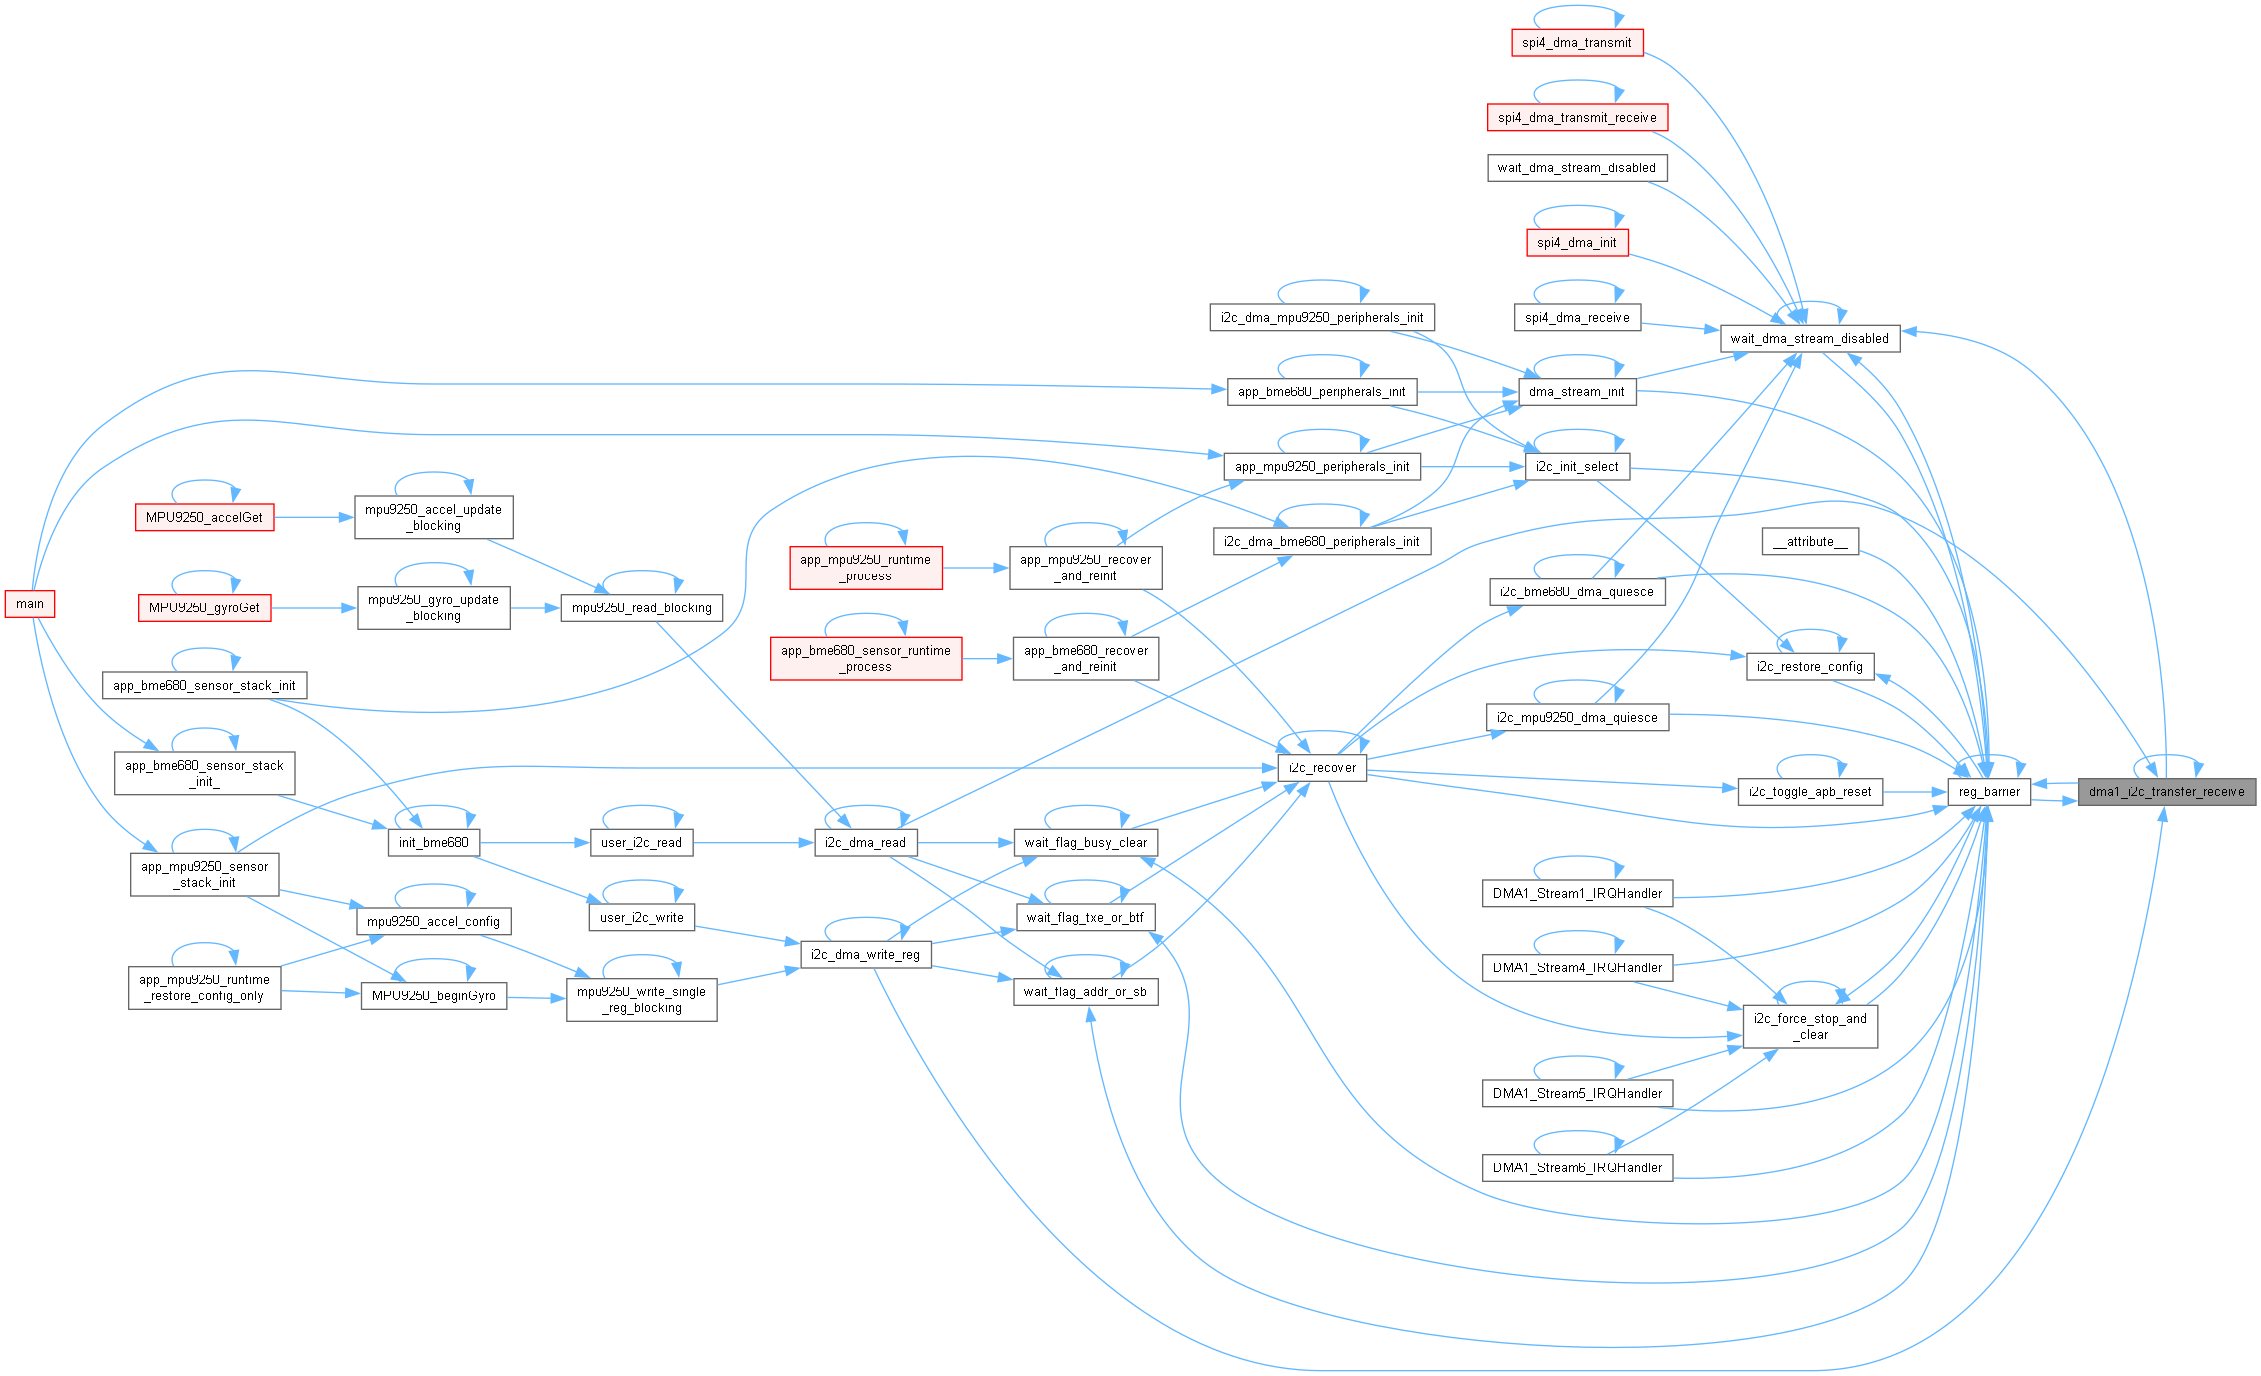 spi4_dma_transmit
spi4_dma_transmit_receive
wait_dma_stream_disabled
spi4_dma_init
i2c_dma_mpu9250_peripherals_init
spi4_dma_receive
wait_dma_stream_disabled
app_bme680_peripherals_init
dma_stream_init
app_mpu9250_peripherals_init
i2c_init_select
MPU9250_accelGet
mpu9250_accel_update
_blocking
i2c_dma_bme680_peripherals_init
__attribute__
app_mpu9250_runtime
_process
app_mpu9250_recover
_and_reinit
i2c_bme680_dma_quiesce
main
MPU9250_gyroGet
mpu9250_gyro_update
_blocking
mpu9250_read_blocking
app_bme680_sensor_runtime
_process
app_bme680_recover
_and_reinit
i2c_restore_config
app_bme680_sensor_stack_init
i2c_mpu9250_dma_quiesce
app_bme680_sensor_stack
_init_
i2c_recover
i2c_toggle_apb_reset
reg_barrier
dma1_i2c_transfer_receive
init_bme680
user_i2c_read
i2c_dma_read
wait_flag_busy_clear
app_mpu9250_sensor
_stack_init
mpu9250_accel_config
user_i2c_write
wait_flag_txe_or_btf
DMA1_Stream1_IRQHandler
i2c_dma_write_reg
DMA1_Stream4_IRQHandler
app_mpu9250_runtime
_restore_config_only
MPU9250_beginGyro
mpu9250_write_single
_reg_blocking
wait_flag_addr_or_sb
i2c_force_stop_and
_clear
DMA1_Stream5_IRQHandler
DMA1_Stream6_IRQHandler